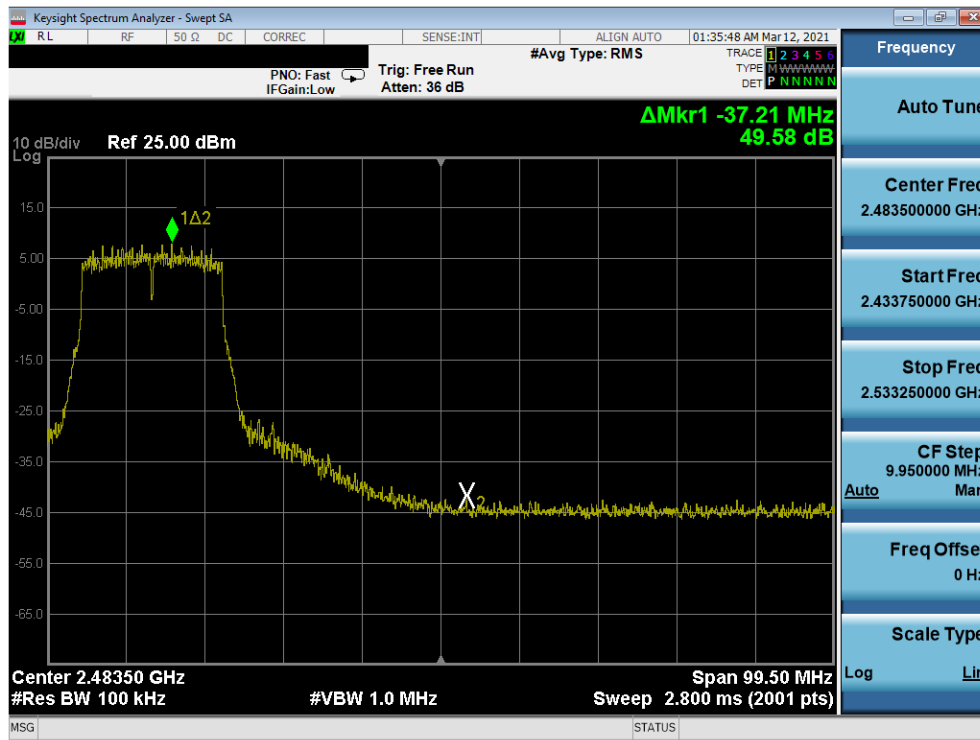 Keysight Spectrum Analyzer - Swept SA
LXI RL RF 50 Ω DC CORREC SENSE:INT ALIGN AUTO 01:35:48 AM Mar 12, 2021
#Avg Type: RMS
TRACE 1 2 3 4 5 6
TYPE M W W W W W
DET P N N N N N
PNO: Fast
IFGain:Low
Trig: Free Run
Atten: 36 dB
ΔMkr1 -37.21 MHz
49.58 dB
10 dB/div Ref 25.00 dBm
Log
15.0
1Δ2
5.00
-5.00
-15.0
-25.0
-35.0
X2
-45.0
-55.0
-65.0
Center 2.48350 GHz Span 99.50 MHz
#Res BW 100 kHz #VBW 1.0 MHz Sweep 2.800 ms (2001 pts)
MSG STATUS
Frequency
Auto Tune
Center Freq
2.483500000 GHz
Start Freq
2.433750000 GHz
Stop Freq
2.533250000 GHz
CF Step
9.950000 MHz
Auto Man
Freq Offset
0 Hz
Scale Type
Log Lin